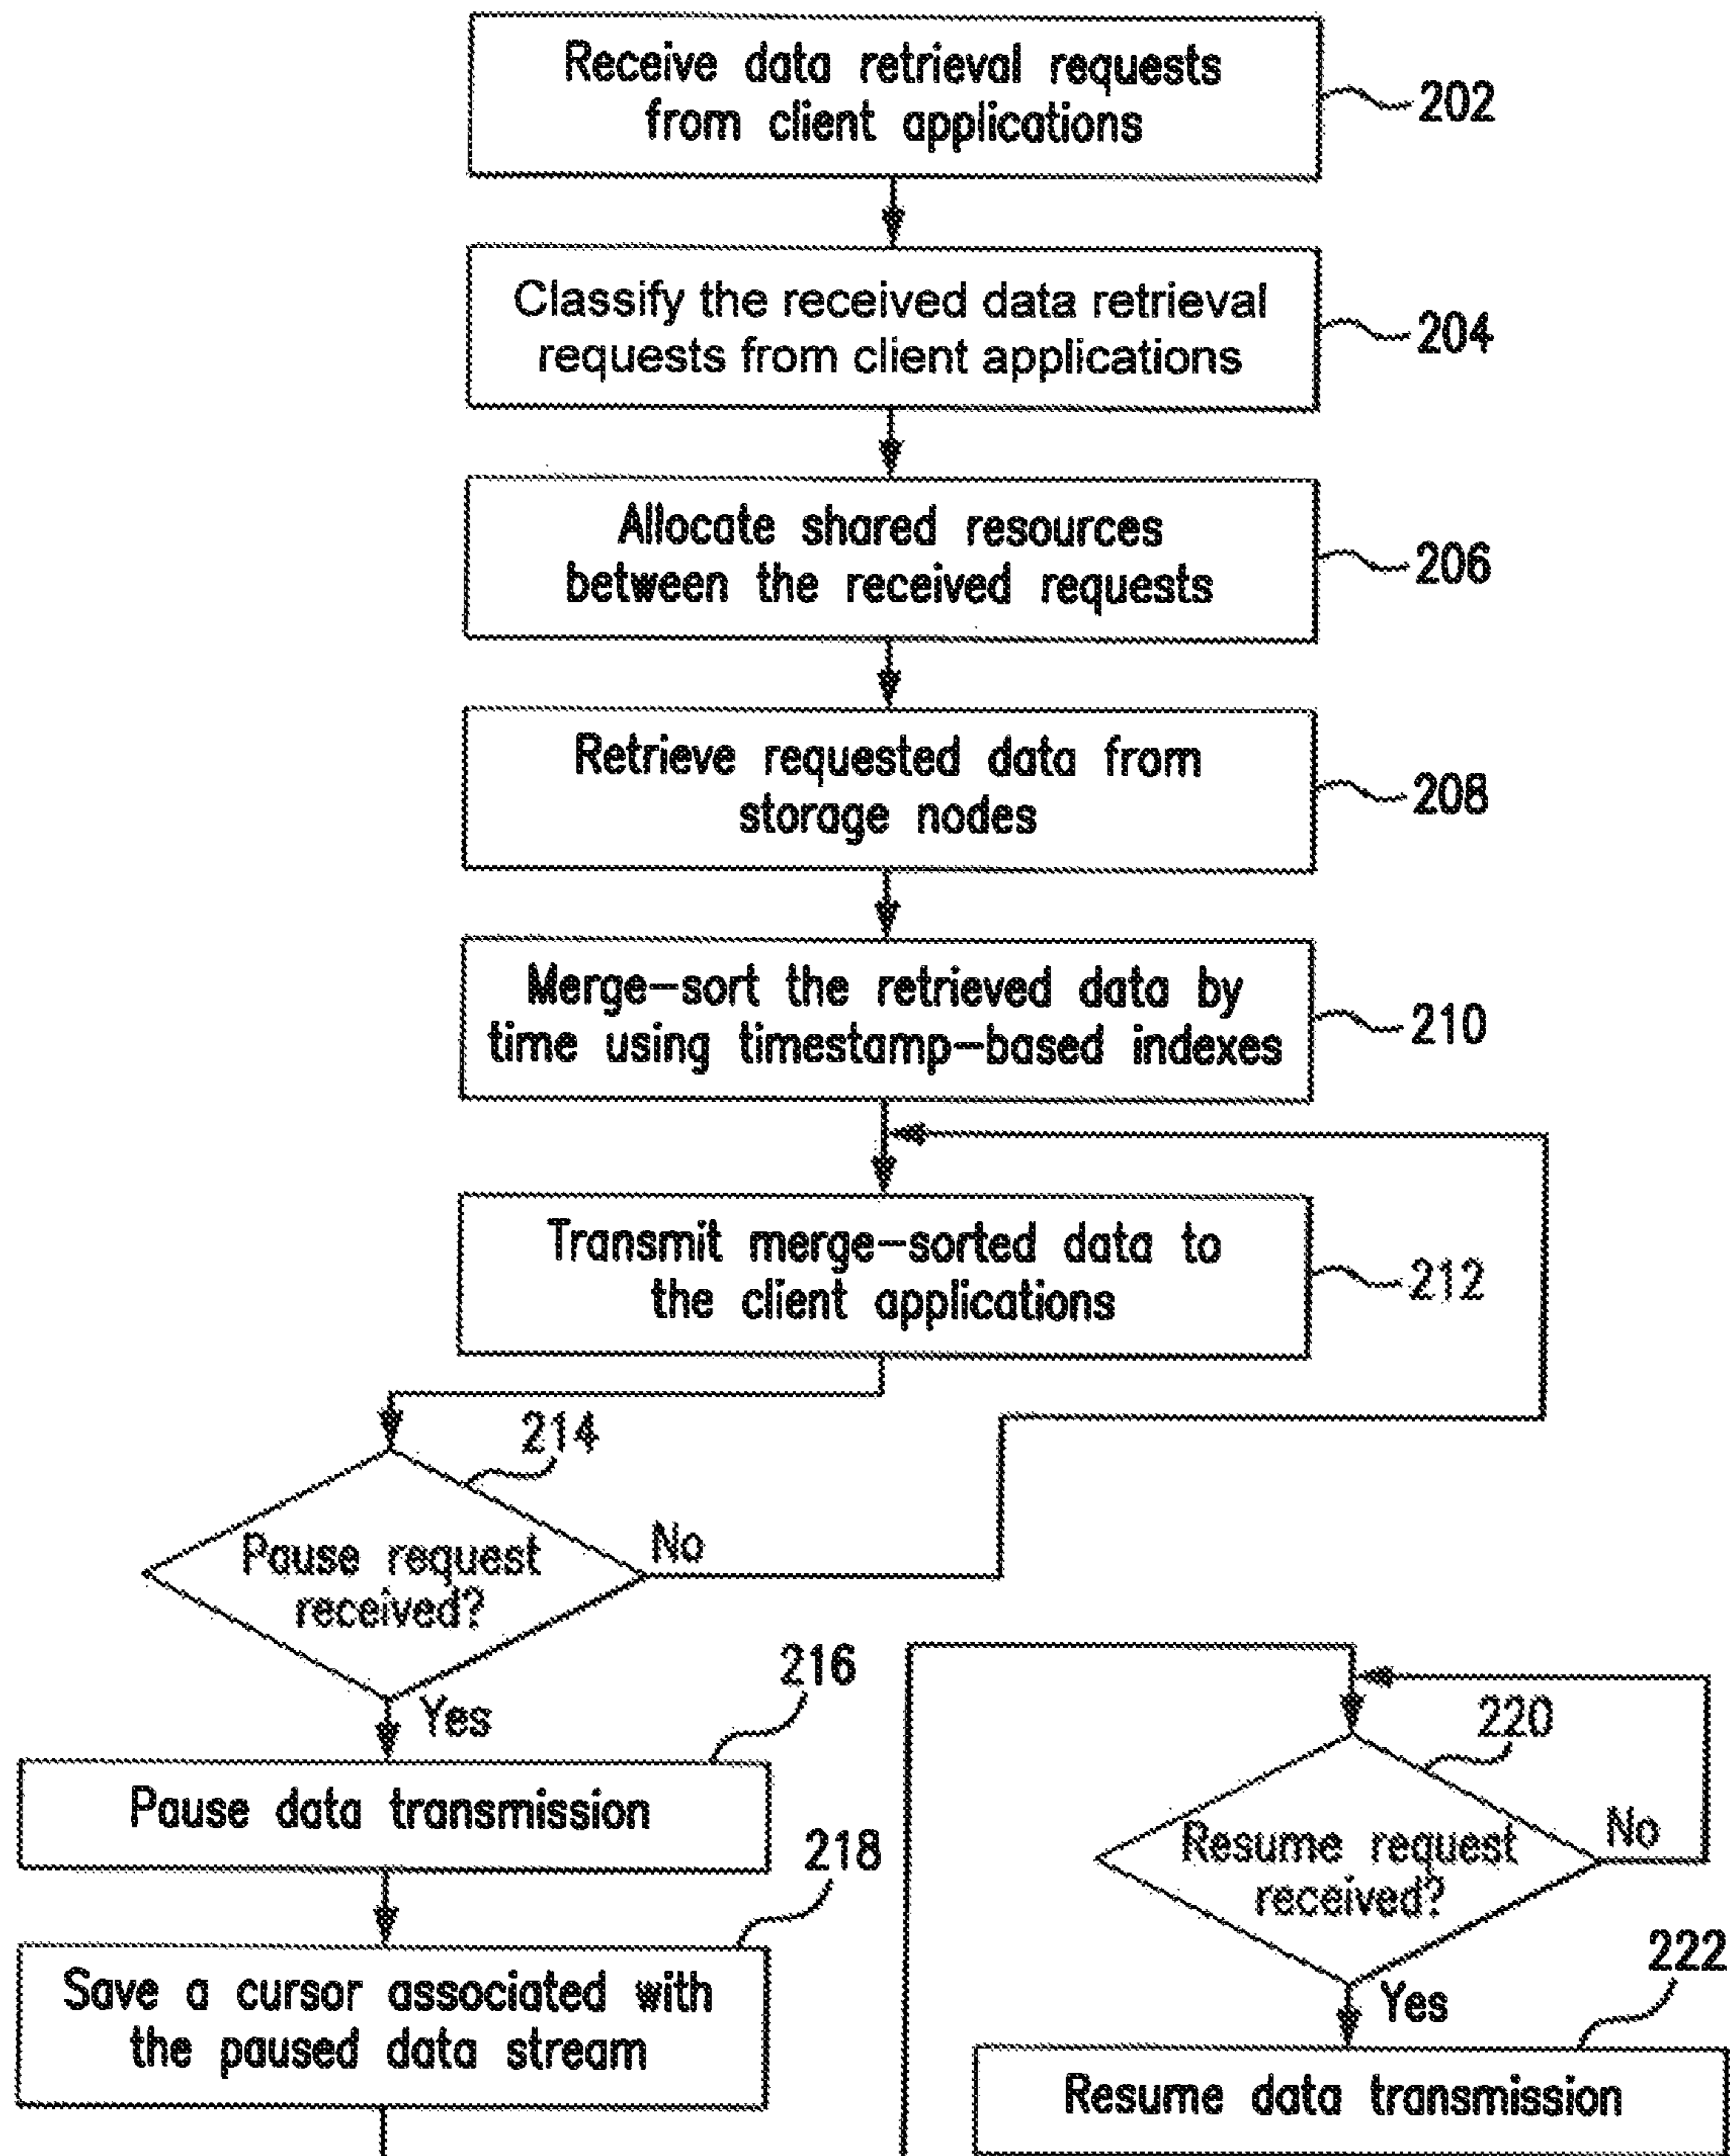 Receive data retrieval requests
from client applications
202
Classify the received data retrieval
requests from client applications
204
Allocate shared resources
between the received requests
206
Retrieve requested data from
storage nodes
208
Merge-sort the retrieved data by
time using timestamp-based indexes
210
Transmit merge-sorted data to
the client applications
212
214
Pause request
received?
No
Yes
216
Pause data transmission
218
Save a cursor associated with
the paused data stream
220
Resume request
received?
No
Yes
222
Resume data transmission